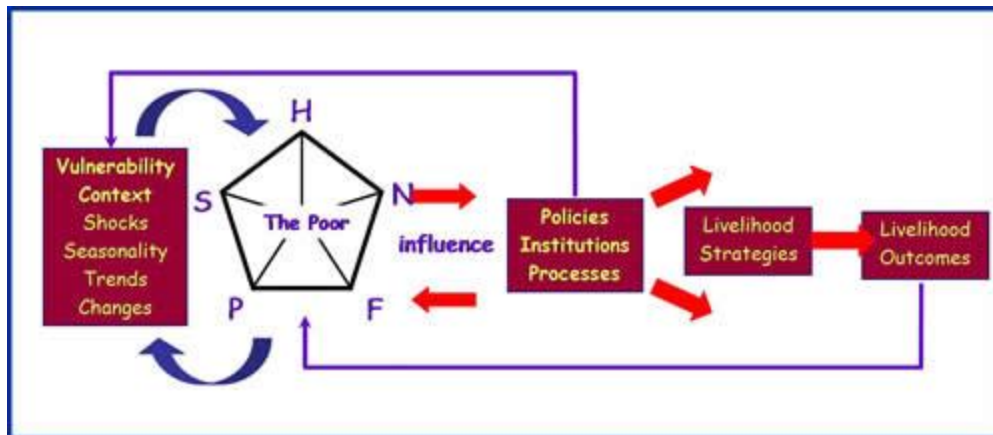 Vulnerability
Context
Shocks
Seasonality
Trends
Changes
H
S
N
The Poor
P
F
influence
Policies
Institutions
Processes
Livelihood
Strategies
Livelihood
Outcomes